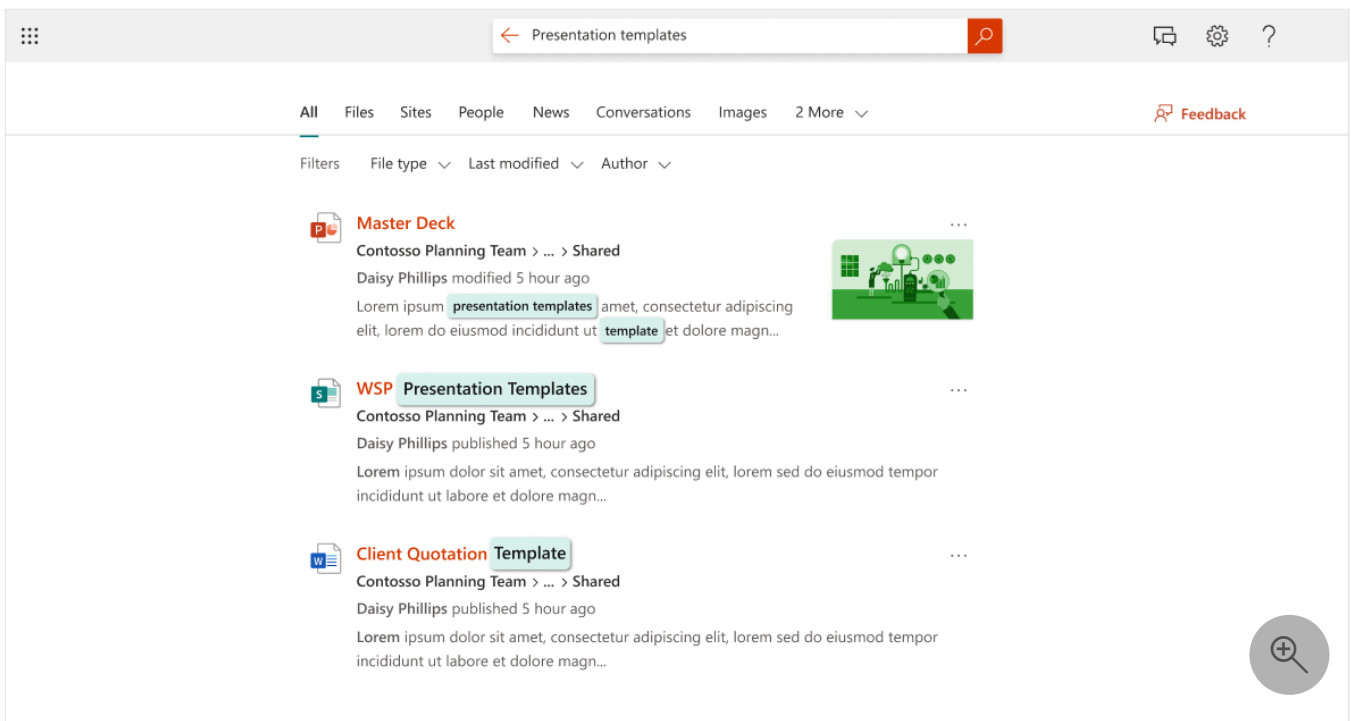 Presentation templates
?
All Files Sites People News Conversations Images 2 More
Feedback
Filters File type Last modified Author
P
Master Deck
...
Contosso Planning Team > ... > Shared
Daisy Phillips modified 5 hour ago
Lorem ipsum presentation templates amet, consectetur adipiscing
elit, lorem do eiusmod incididunt ut template et dolore magn...
S
WSP Presentation Templates
...
Contosso Planning Team > ... > Shared
Daisy Phillips published 5 hour ago
Lorem ipsum dolor sit amet, consectetur adipiscing elit, lorem sed do eiusmod tempor
incididunt ut labore et dolore magn...
W
Client Quotation Template
...
Contosso Planning Team > ... > Shared
Daisy Phillips published 5 hour ago
Lorem ipsum dolor sit amet, consectetur adipiscing elit, lorem sed do eiusmod tempor
incididunt ut labore et dolore magn...